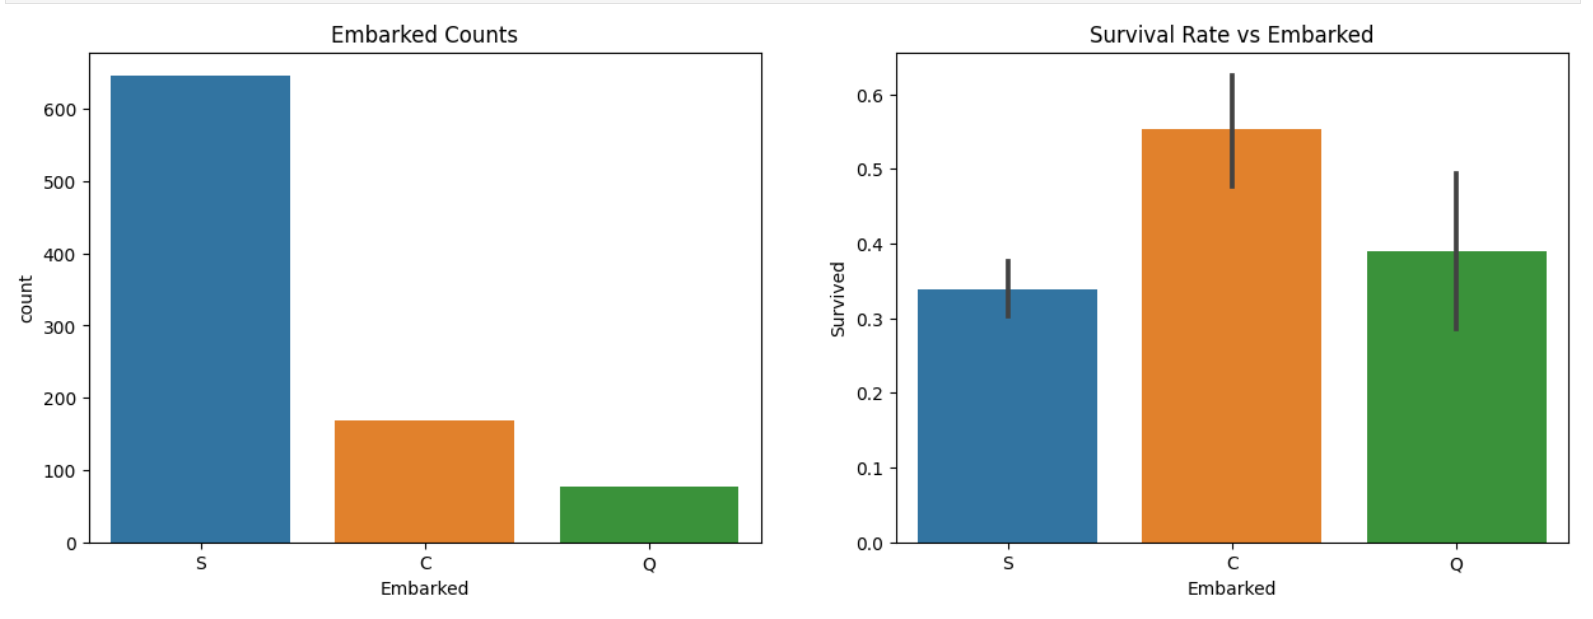 Embarked Counts
600
500
400
300
200
100
0
count
S C Q
Embarked
Survival Rate vs Embarked
0.6
0.5
0.4
0.3
0.2
0.1
0.0
Survived
S C Q
Embarked